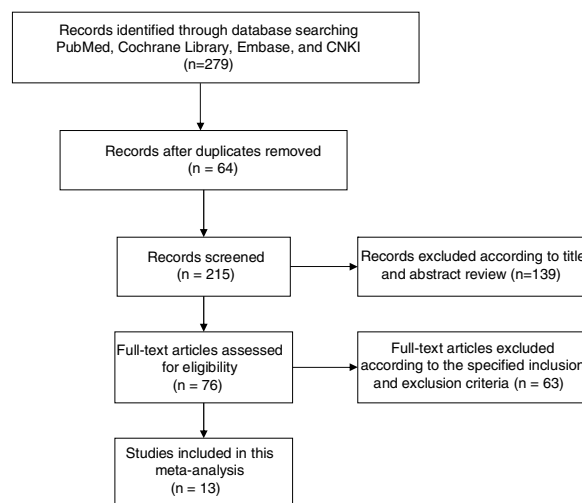 Records identified through database searching
PubMed, Cochrane Library, Embase, and CNKI
(n=279)
Records after duplicates removed
(n = 64)
Records screened
(n = 215)
Records excluded according to title
and abstract review (n=139)
Full-text articles assessed
for eligibility
(n = 76)
Full-text articles excluded
according to the specified inclusion
and exclusion criteria (n = 63)
Studies included in this
meta-analysis
(n = 13)